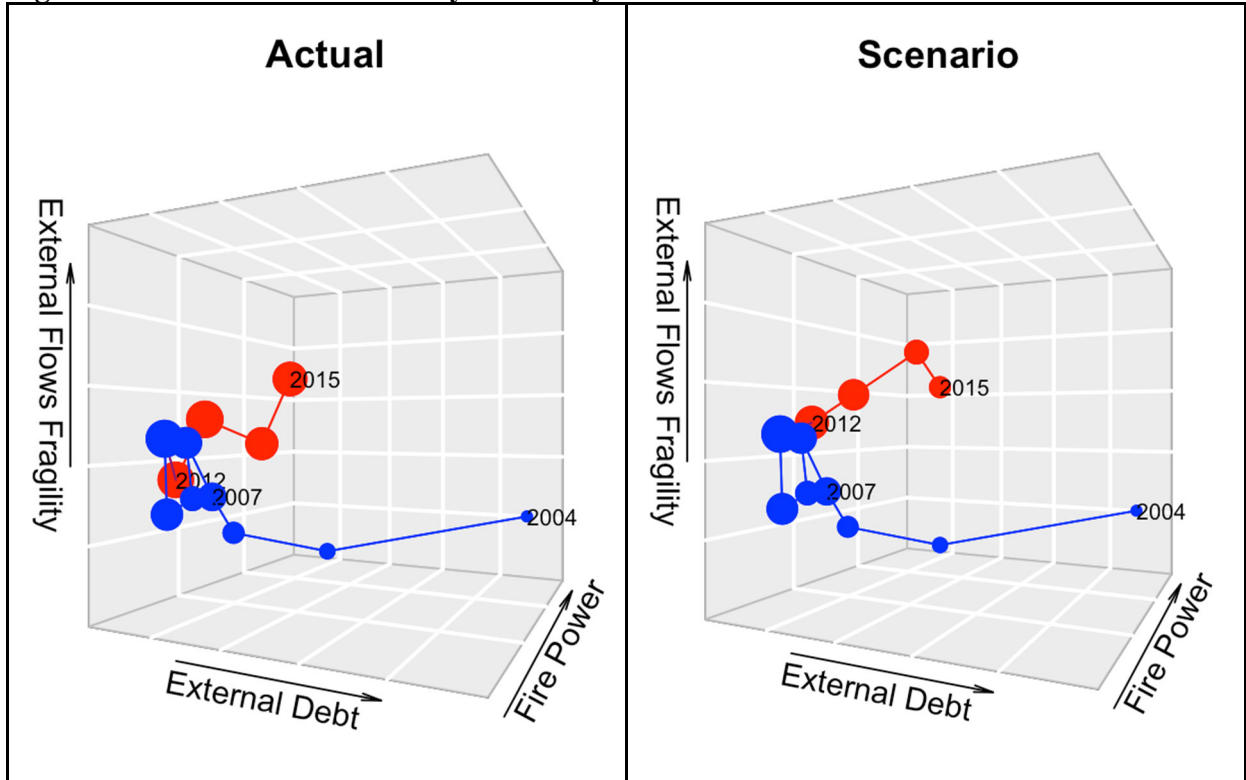 Actual
External Flows Fragility
2015
2012
2007
2004
External Debt
Fire Power
Scenario
External Flows Fragility
2015
2012
2007
2004
External Debt
Fire Power